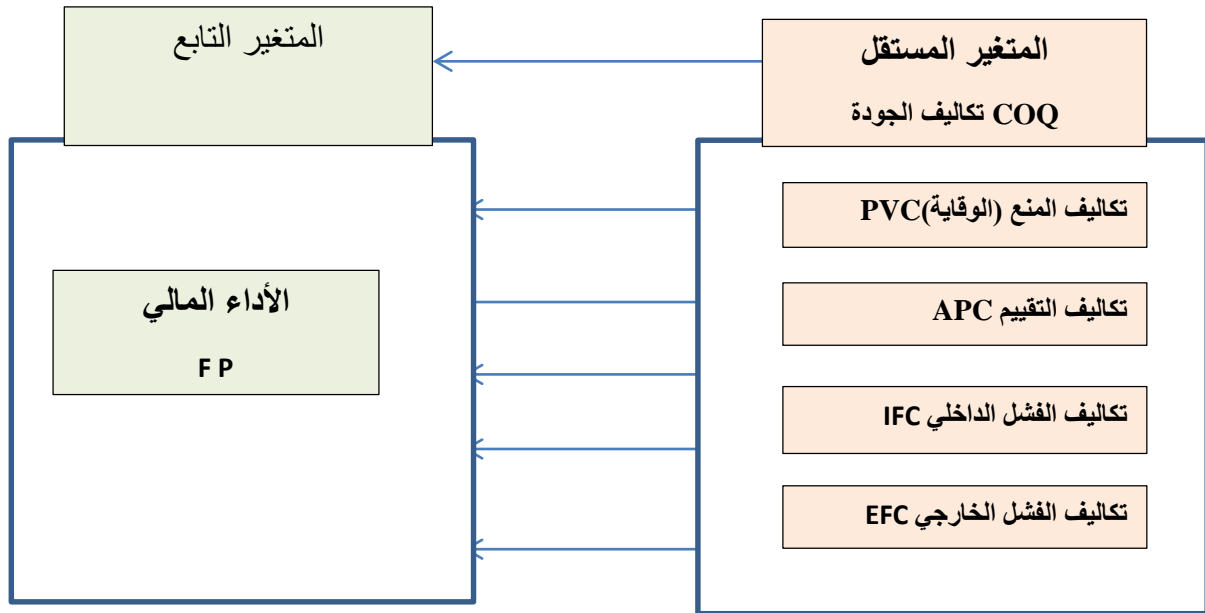 المتغير المستقل
COQ تكاليف الجودة
المتغير التابع
تكاليف المنع (الوقاية)PVC
تكاليف التقييم APC
تكاليف الفشل الداخلي IFC
تكاليف الفشل الخارجي EFC
الأداء المالي
F P